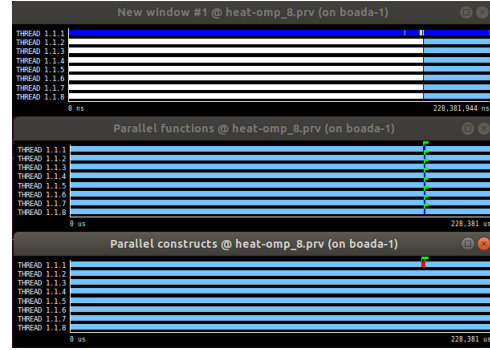 New window #1 @ heat-omp_8.prv (on boada-1)
THREAD 1.1.1
THREAD 1.1.2
THREAD 1.1.3
THREAD 1.1.4
THREAD 1.1.5
THREAD 1.1.6
THREAD 1.1.7
THREAD 1.1.8
0 ns 228,381,944 ns
Parallel functions @ heat-omp_8.prv (on boada-1)
THREAD 1.1.1
THREAD 1.1.2
THREAD 1.1.3
THREAD 1.1.4
THREAD 1.1.5
THREAD 1.1.6
THREAD 1.1.7
THREAD 1.1.8
0 us 228,381 us
Parallel constructs @ heat-omp_8.prv (on boada-1)
THREAD 1.1.1
THREAD 1.1.2
THREAD 1.1.3
THREAD 1.1.4
THREAD 1.1.5
THREAD 1.1.6
THREAD 1.1.7
THREAD 1.1.8
0 us 228,381 us